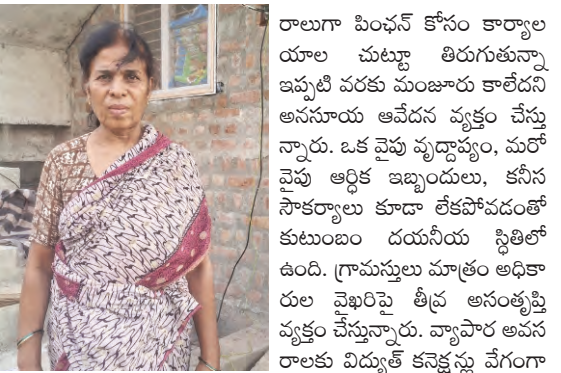 రాలుగా పింఛన్ కోసం కార్యాల
యాల చుట్టూ తిరుగుతున్నా
ఇప్పటి వరకు మంజూరు కాలేదని
అనసూయ ఆవేదన వ్యక్తం చేస్తు
న్నారు. ఒక వైపు వృద్దాప్యం, మరో
వైపు ఆర్థిక ఇబ్బందులు, కనీస
సౌకర్యాలు కూడా లేకపోవడంతో
కుటుంబం దయనీయ స్థితిలో
ఉంది. గ్రామస్తులు మాత్రం అధికా
రుల వైఖరిపై తీవ్ర అసంతృప్తి
వ్యక్తం చేస్తున్నారు. వ్యాపార అవస
రాలకు విద్యుత్ కనెక్షన్లు వేగంగా